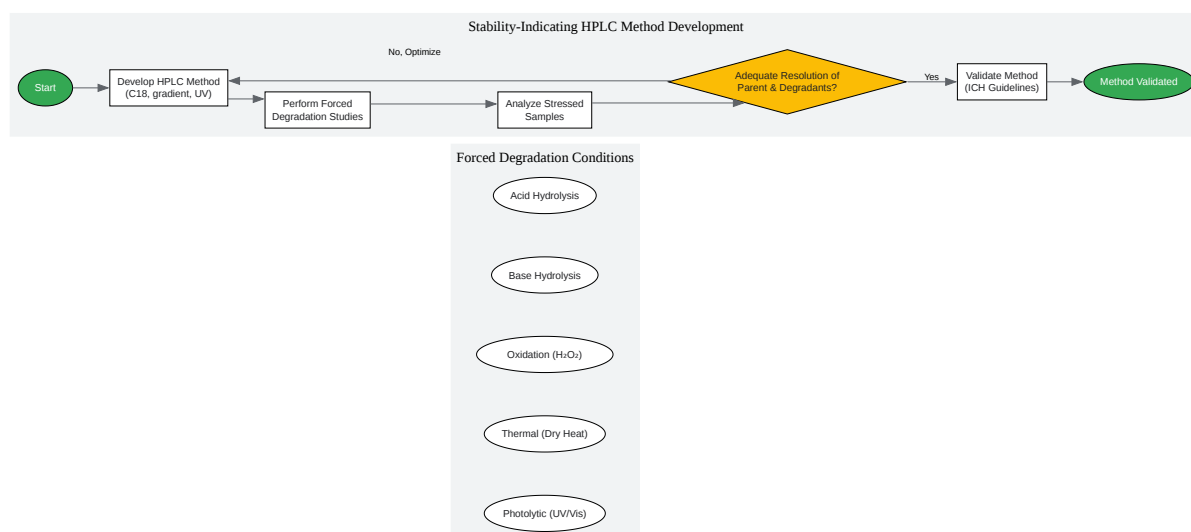 Stability-Indicating HPLC Method Development
No, Optimize
Start
Develop HPLC Method
(C18, gradient, UV)
Perform Forced
Degradation Studies
Analyze Stressed
Samples
Adequate Resolution of
Parent & Degradants?
Yes
Validate Method
(ICH Guidelines)
Method Validated
Forced Degradation Conditions
Acid Hydrolysis
Base Hydrolysis
Oxidation (H₂O₂)
Thermal (Dry Heat)
Photolytic (UV/Vis)